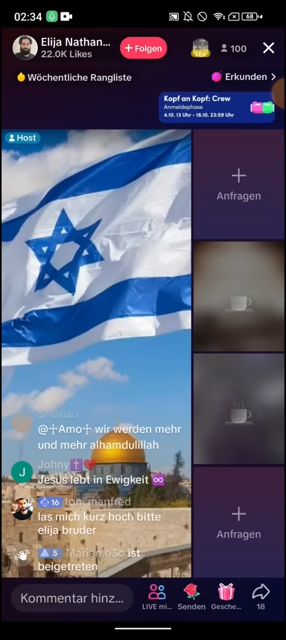 02:34
68
Elija Nathan...
22.0K Likes
+ Folgen
100
Wöchentliche Rangliste
Erkunden >
Kopf an Kopf: Crew
Anmeldephase
4.10. 13 Uhr - 18.10. 23:59 Uhr
Host
Anfragen
@✝Amo✝ wir werden mehr
und mehr alhamdulillah
Johny✝️❤️
Jesus lebt in Ewigkeit ♾️
16 toni manfred
las mich kurz hoch bitte
elija bruder
5 ist
beigetreten
Anfragen
Kommentar hinz...
LIVE mi...
Senden
Gesche...
18